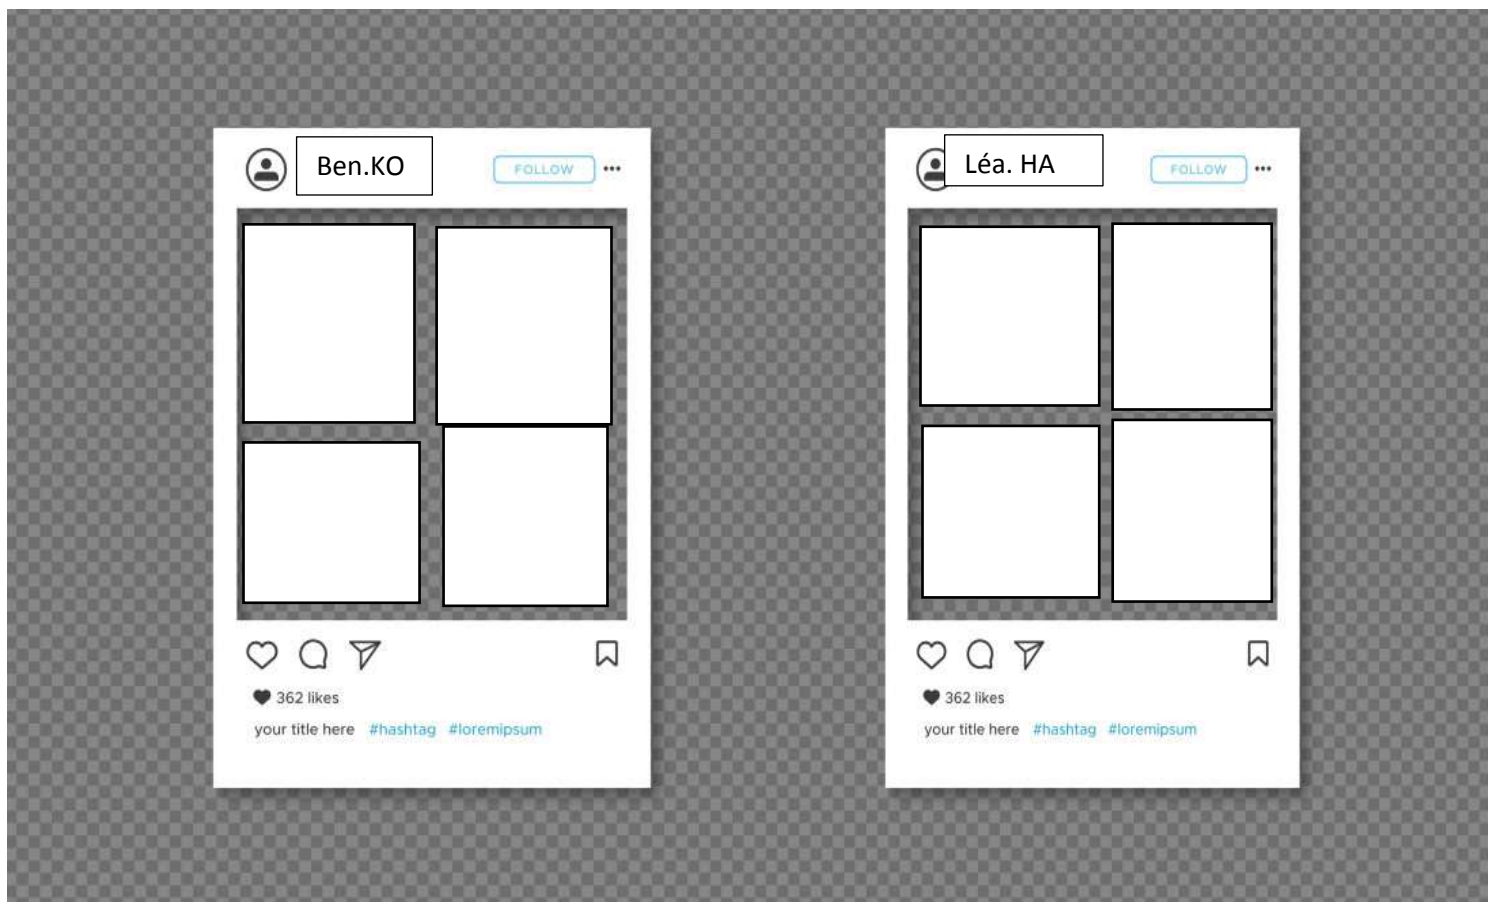 Ben.KO
FOLLOW
362 likes
your title here #hashtag #loremipsum
Léa. HA
FOLLOW
362 likes
your title here #hashtag #loremipsum